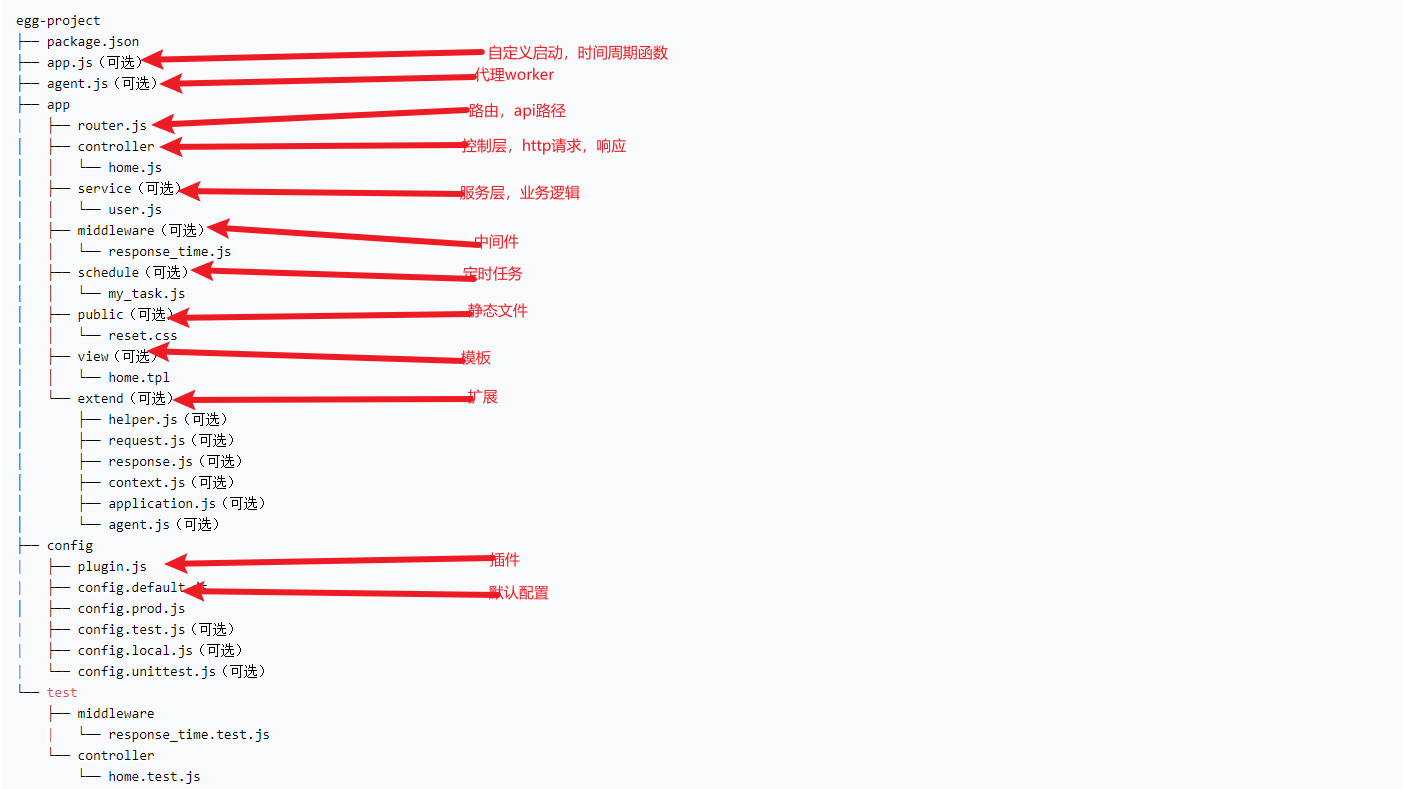 egg-project
├── package.json
├── app.js (可选) 自定义启动，时间周期函数
├── agent.js (可选) 代理worker
├── app
│   ├── router.js 路由，api路径
│   ├── controller 控制层，http请求，响应
│   │   └── home.js
│   ├── service (可选) 服务层，业务逻辑
│   │   └── user.js
│   ├── middleware (可选) 中间件
│   │   └── response_time.js
│   ├── schedule (可选) 定时任务
│   │   └── my_task.js
│   ├── public (可选) 静态文件
│   │   └── reset.css
│   ├── view (可选) 模板
│   │   └── home.tpl
│   └── extend (可选) 扩展
│       ├── helper.js (可选)
│       ├── request.js (可选)
│       ├── response.js (可选)
│       ├── context.js (可选)
│       ├── application.js (可选)
│       └── agent.js (可选)
├── config
│   ├── plugin.js 插件
│   ├── config.default.js 默认配置
│   ├── config.prod.js
│   ├── config.test.js (可选)
│   ├── config.local.js (可选)
│   └── config.unittest.js (可选)
└── test
    ├── middleware
    │   └── response_time.test.js
    └── controller
        └── home.test.js